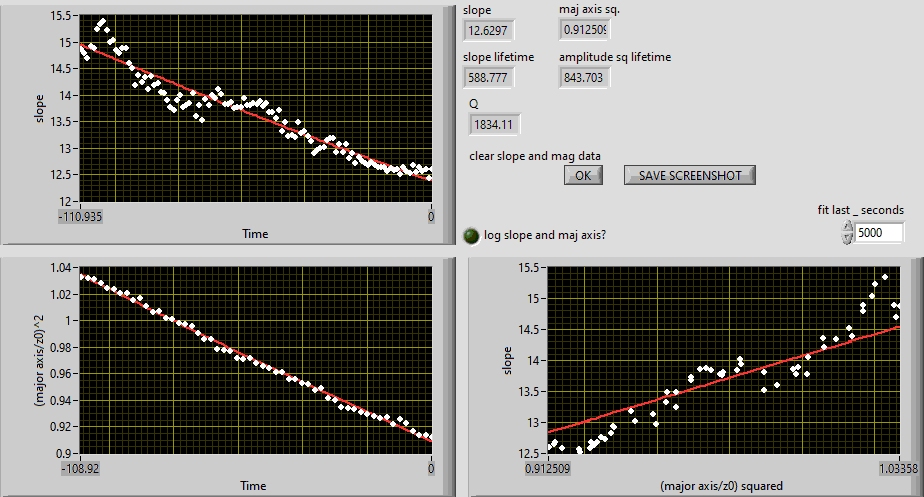 15.5
15
14.5
14
13.5
13
12.5
12
slope
-110.935
0
Time
slope
maj axis sq.
12.6297
0.912509
slope lifetime
amplitude sq lifetime
588.777
843.703
Q
1834.11
clear slope and mag data
OK
SAVE SCREENSHOT
fit last _ seconds
log slope and maj axis?
5000
1.04
1.02
1
0.98
0.96
0.94
0.92
0.9
(major axis/z0)^2
-108.92
0
Time
15.5
15
14.5
14
13.5
13
12.5
slope
0.912509
1.03358
(major axis/z0) squared